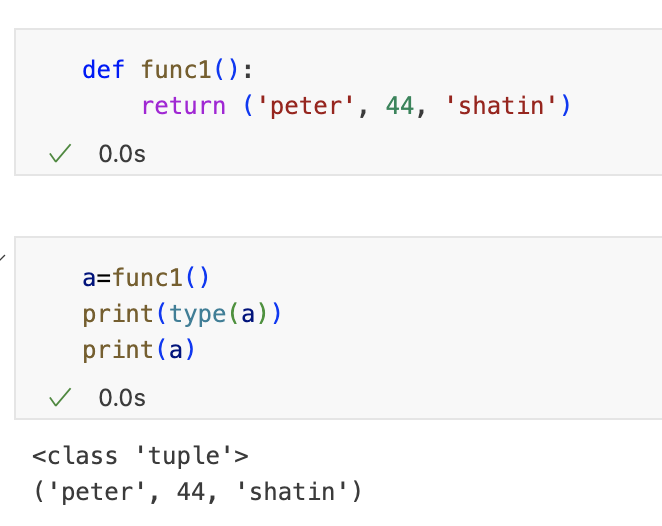 def func1():
    return ('peter', 44, 'shatin')
0.0s
a=func1()
print(type(a))
print(a)
0.0s
<class 'tuple'>
('peter', 44, 'shatin')